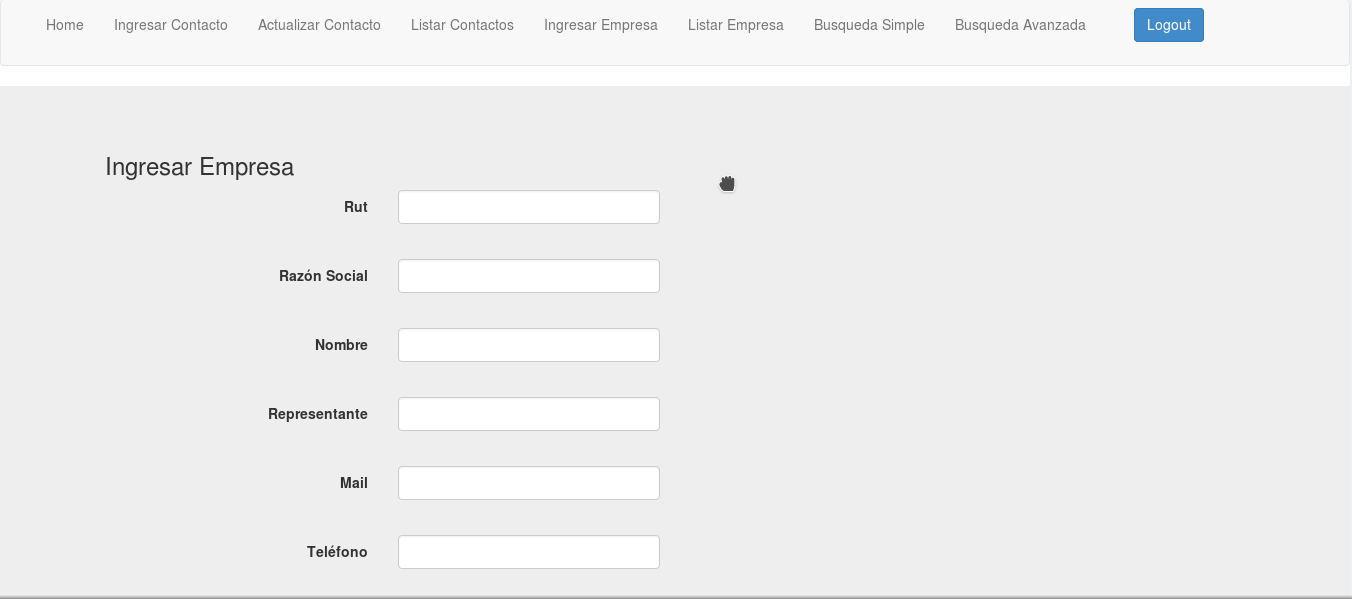 Home Ingresar Contacto Actualizar Contacto Listar Contactos Ingresar Empresa Listar Empresa Busqueda Simple Busqueda Avanzada Logout
Ingresar Empresa
Rut
Razón Social
Nombre
Representante
Mail
Teléfono